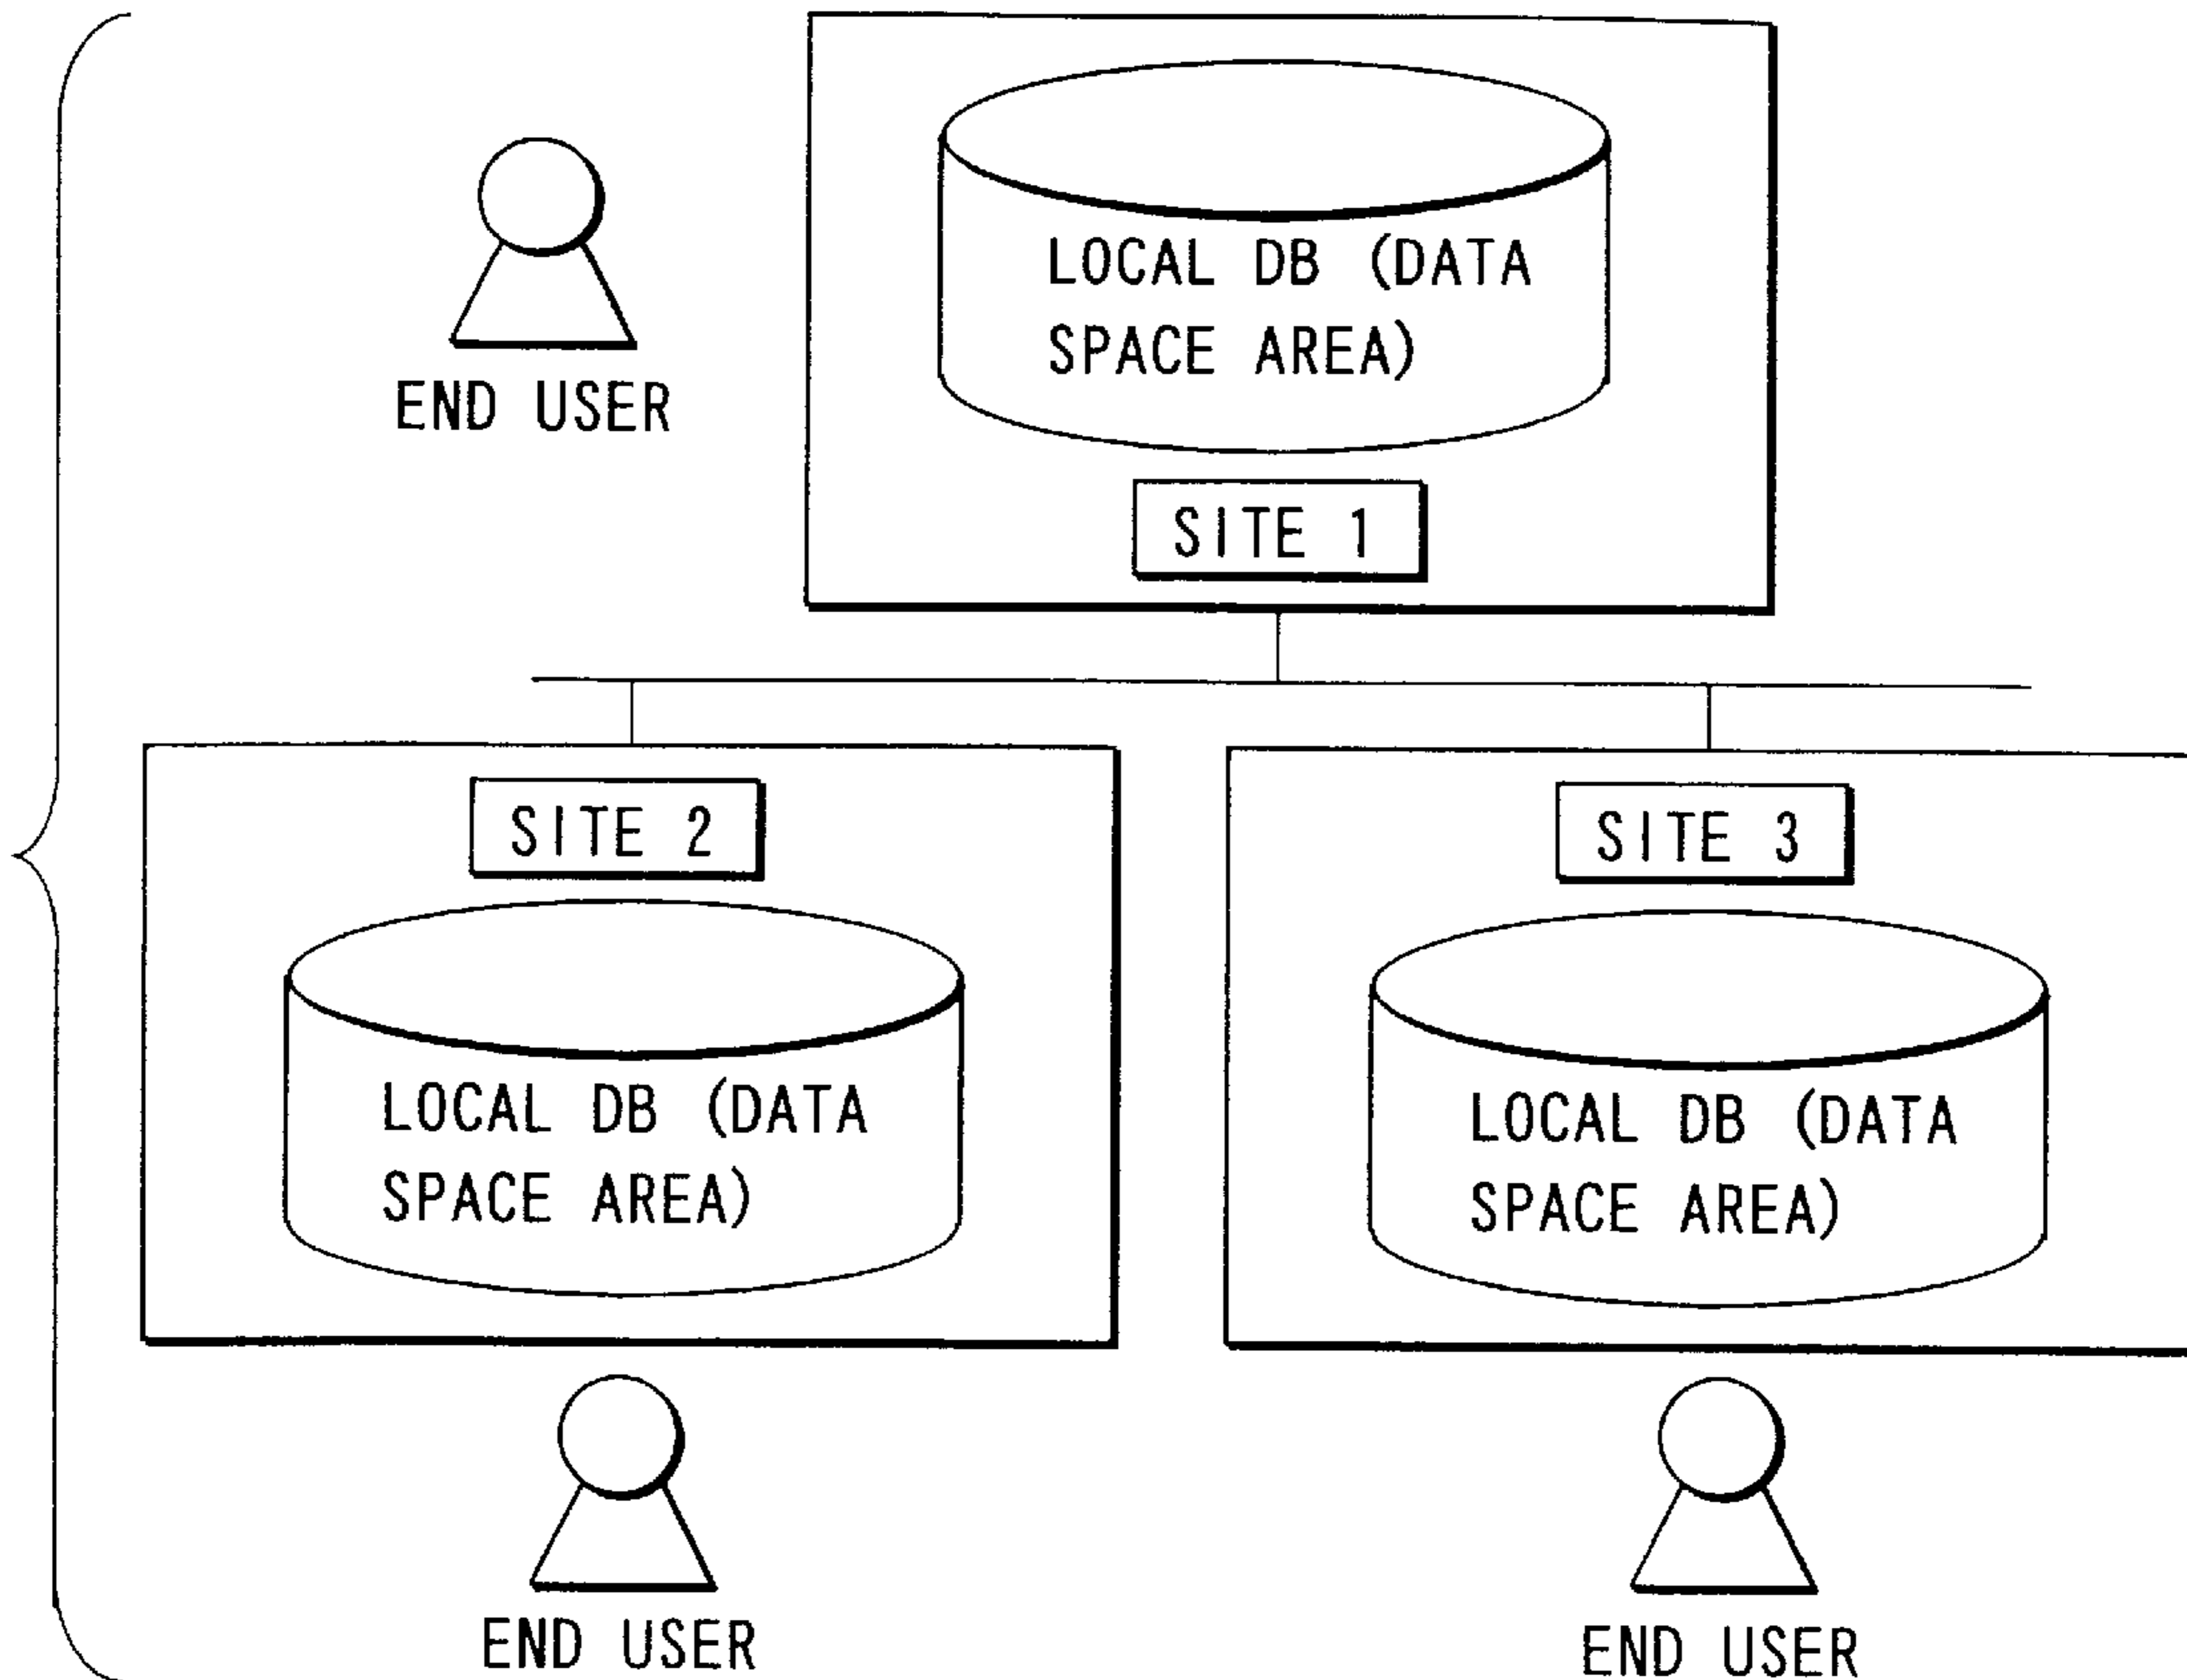 LOCAL DB (DATA
SPACE AREA)
END USER
SITE 1
SITE 2
SITE 3
LOCAL DB (DATA
SPACE AREA)
LOCAL DB (DATA
SPACE AREA)
END USER
END USER